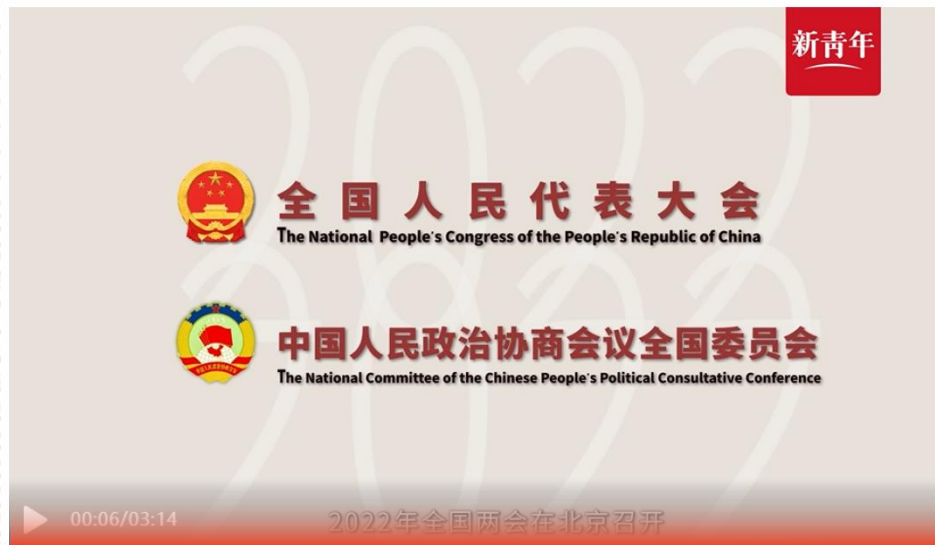 新青年
全国人民代表大会
The National People's Congress of the People's Republic of China
中国人民政治协商会议全国委员会
The National Committee of the Chinese People's Political Consultative Conference
00:06/03:14
2022年全国两会在北京召开
2022
2022